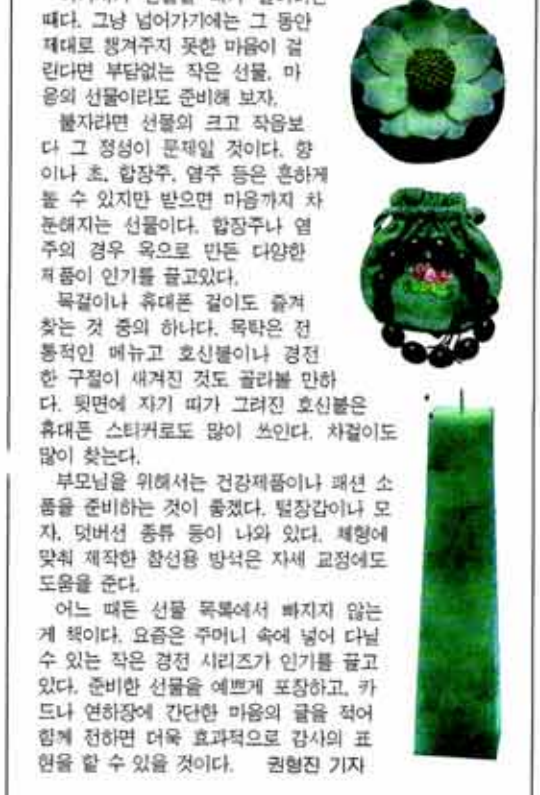 때다. 그냥 넘어가기에는 그 동안
제대로 챙겨주지 못한 마음이 걸
린다면 부담없는 작은 선물, 마
음의 선물이라도 준비해 보자.
불자라면 선물의 크고 작음보
다 그 정성이 문제일 것이다. 향
이나 초, 합장주, 염주 등은 흔하게
볼 수 있지만 받으면 마음까지 차
분해지는 선물이다. 합장주나 염
주의 경우 옥으로 만든 다양한
제품이 인기를 끌고있다.
목걸이나 휴대폰 걸이도 즐겨
찾는 것 중의 하나다. 목탁은 전
통적인 메뉴고 호신불이나 경전
한 구절이 새겨진 것도 골라볼 만하
다. 뒷면에 자기 띠가 그려진 호신불은
휴대폰 스티커로도 많이 쓰인다. 차걸이도
많이 찾는다.
부모님을 위해서는 건강제품이나 패션 소
품을 준비하는 것이 좋겠다. 털장갑이나 모
자, 덧버선 종류 등이 나와 있다. 체형에
맞춰 제작한 참선용 방석은 자세 교정에도
도움을 준다.
어느 때든 선물 목록에서 빠지지 않는
게 책이다. 요즘은 주머니 속에 넣어 다닐
수 있는 작은 경전 시리즈가 인기를 끌고
있다. 준비한 선물을 예쁘게 포장하고, 카
드나 연하장에 간단한 마음의 글을 적어
함께 전하면 더욱 효과적으로 감사의 표
현을 할 수 있을 것이다. 권형진 기자